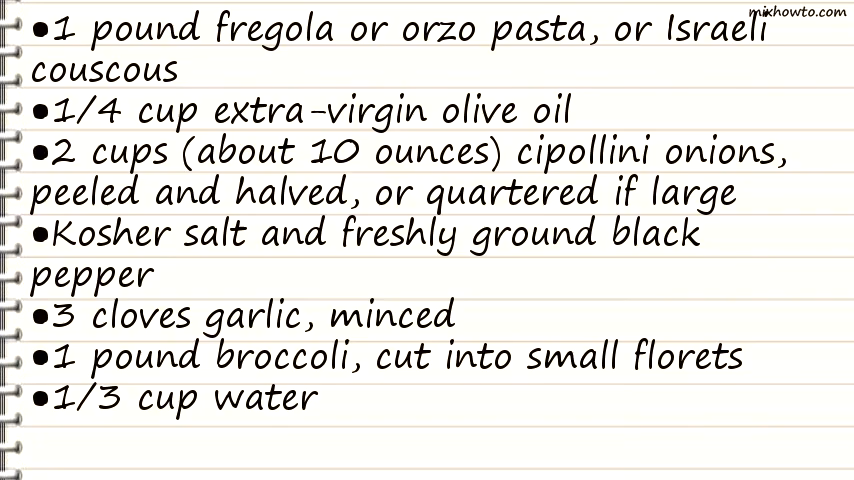 mixhowto.com
•1 pound fregola or orzo pasta, or Israeli
couscous
•1/4 cup extra-virgin olive oil
•2 cups (about 10 ounces) cipollini onions,
peeled and halved, or quartered if large
•Kosher salt and freshly ground black
pepper
•3 cloves garlic, minced
•1 pound broccoli, cut into small florets
•1/3 cup water